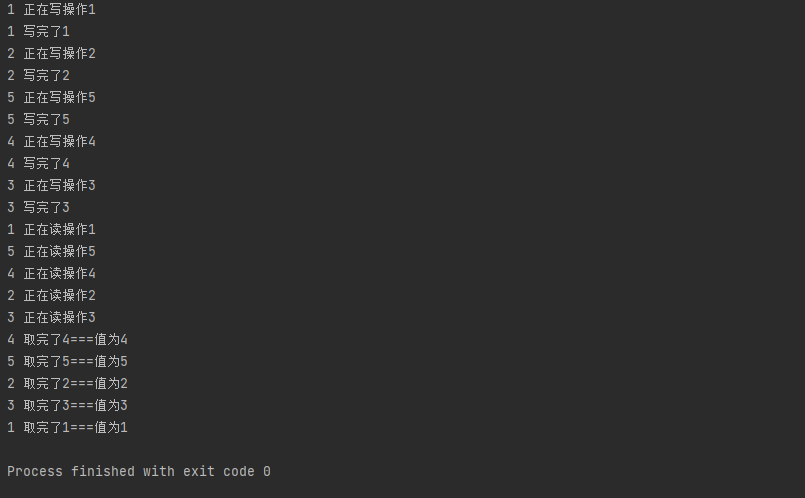 1 正在写操作1
1 写完了1
2 正在写操作2
2 写完了2
5 正在写操作5
5 写完了5
4 正在写操作4
4 写完了4
3 正在写操作3
3 写完了3
1 正在读操作1
5 正在读操作5
4 正在读操作4
2 正在读操作2
3 正在读操作3
4 取完了4===值为4
5 取完了5===值为5
2 取完了2===值为2
3 取完了3===值为3
1 取完了1===值为1
Process finished with exit code 0